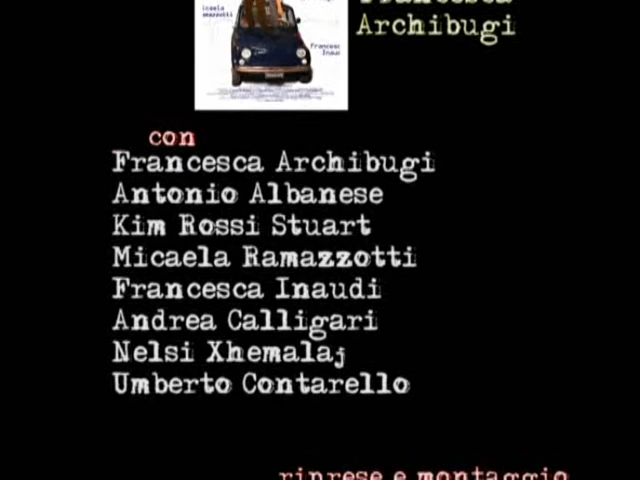 Francesca
Archibugi
con
Francesca Archibugi
Antonio Albanese
Kim Rossi Stuart
Micaela Ramazzotti
Francesca Inaudi
Andrea Calligari
Nelsi Xhemalaj
Umberto Contarello
riprese e montaggio